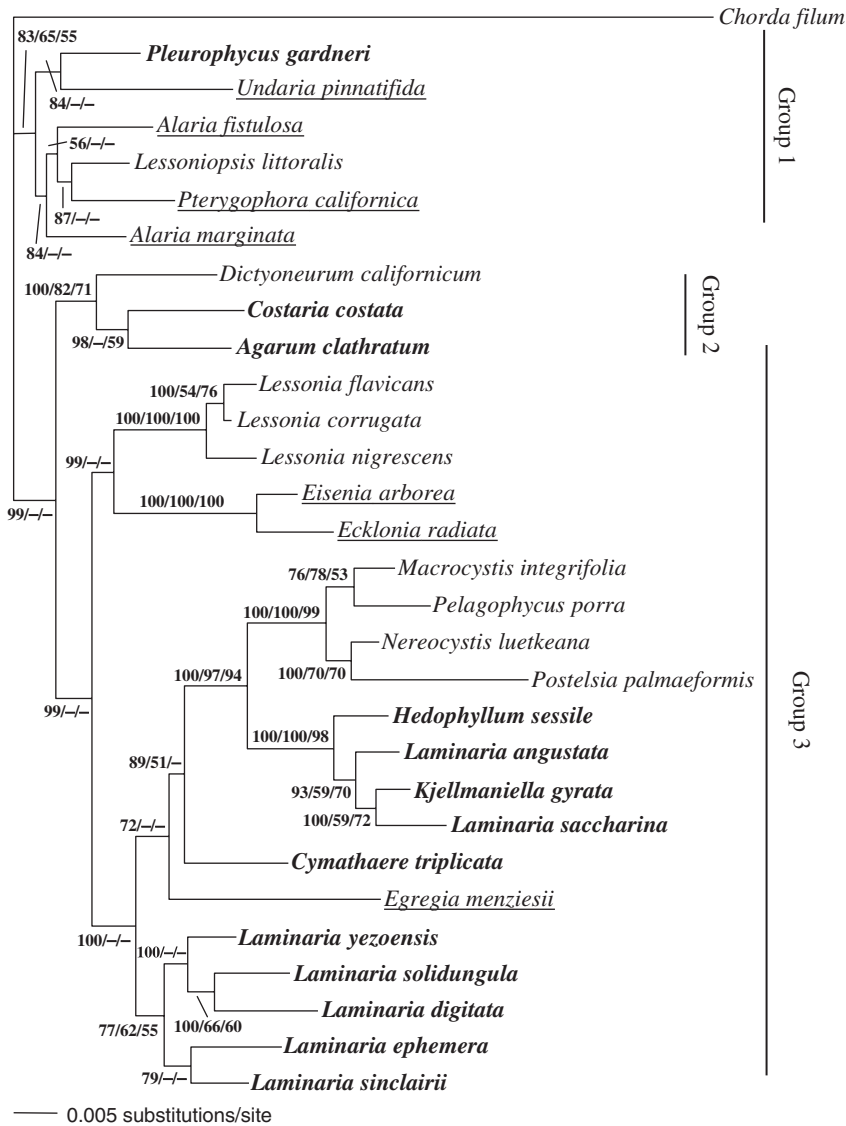 Chorda filum
83/65/55
Pleurophycus gardneri
Undaria pinnatifida
84/–/–
Alaria fistulosa
56/–/–
Lessoniopsis littoralis
Pterygophora californica
87/–/–
Alaria marginata
84/–/–
Group 1
Dictyoneurum californicum
100/82/71
Costaria costata
98/–/59
Agarum clathratum
Group 2
Lessonia flavicans
100/54/76
Lessonia corrugata
100/100/100
Lessonia nigrescens
99/–/–
Eisenia arborea
100/100/100
Ecklonia radiata
99/–/–
Macrocystis integrifolia
76/78/53
Pelagophycus porra
100/100/99
Nereocystis luetkeana
100/70/70
Postelsia palmaeformis
100/97/94
Group 3
99/–/–
Hedophyllum sessile
100/100/98
Laminaria angustata
89/51/–
93/59/70
Kjellmaniella gyrata
100/59/72
Laminaria saccharina
72/–/–
Cymathaere triplicata
Egregia menziesii
100/–/–
Laminaria yezoensis
100/–/–
Laminaria solidungula
Laminaria digitata
100/66/60
77/62/55
Laminaria ephemera
79/–/–
Laminaria sinclairii
0.005 substitutions/site